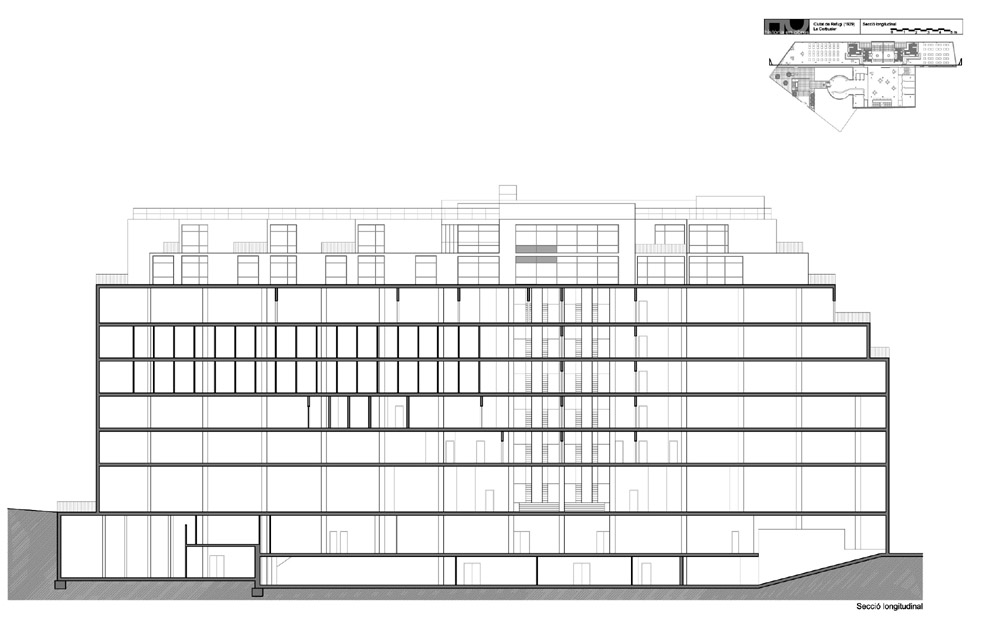 Ciutat de Refugi (1929)
Le Corbusier
Secció longitudinal
Secció longitudinal